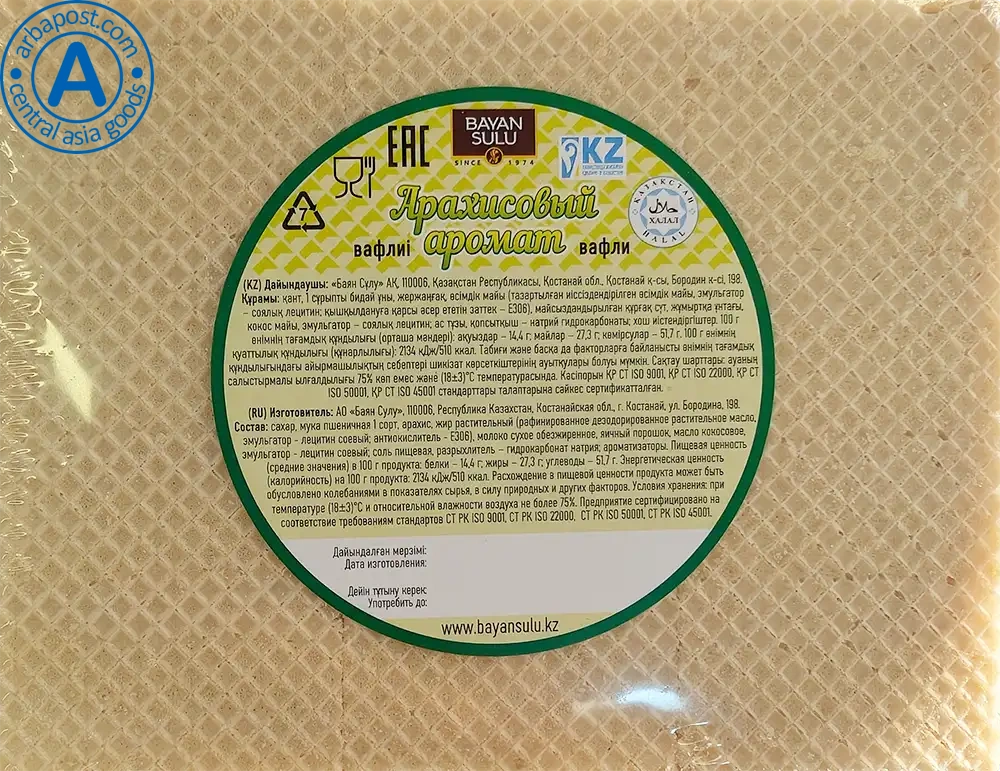 arbapost.com
A
central asia goods
EAC
BAYAN
SULU
SINCE 1974
KZ
ҚАЗАҚСТАН
ХАЛАЛ
HALAL
7
Арахисовый
вафлиі аромат вафли
(KZ) Дайындаушы: «Баян Сұлу» АҚ, 110006, Қазақстан Республикасы, Қостанай обл., Қостанай қ-сы, Бородин к-сі, 198.
Құрамы: қант, 1 сұрыпты бидай ұны, жержаңғақ, өсімдік майы (тазартылған иіссіздендірілген өсімдік майы, эмульгатор
– соялық лецитин; қышқылдануға қарсы әсер ететін заттек – Е306), майсыздандырылған құрғақ сүт, жұмыртқа ұнтағы,
кокос майы, эмульгатор – соялық лецитин; ас тұзы, қопсытқыш – натрий гидрокарбонаты; хош иістендіргіштер. 100 г
өнімнің тағамдық құндылығы (орташа мәндері): ақуыздар – 14,4 г; майлар – 27,3 г; көмірсулар – 51,7 г. 100 г өнімнің
қуаттылық құндылығы (құнарлылығы): 2134 кДж/510 ккал. Табиғи және басқа да факторларға байланысты өнімнің тағамдық
құндылығындағы айырмашылықтың себептері шикізат көрсеткіштерінің ауытқулары болуы мүмкін. Сақтау шарттары: ауаның
салыстырмалы ылғалдылығы 75% көп емес және (18±3)°С температурасында. Кәсіпорын ҚР СТ ISO 9001, ҚР СТ ISO 22000, ҚР СТ
ISO 50001, ҚР СТ ISO 45001 стандарттары талаптарына сәйкес сертификатталған.
(RU) Изготовитель: АО «Баян Сулу», 110006, Республика Казахстан, Костанайская обл., г. Костанай, ул. Бородина, 198.
Состав: сахар, мука пшеничная 1 сорт, арахис, жир растительный (рафинированное дезодорированное растительное масло,
эмульгатор - лецитин соевый; антиокислитель - Е306), молоко сухое обезжиренное, яичный порошок, масло кокосовое,
эмульгатор - лецитин соевый; соль пищевая, разрыхлитель – гидрокарбонат натрия; ароматизаторы. Пищевая ценность
(средние значения) в 100 г продукта: белки – 14,4 г; жиры – 27,3 г; углеводы – 51,7 г. Энергетическая ценность
(калорийность) на 100 г продукта: 2134 кДж/510 ккал. Расхождение в пищевой ценности продукта может быть
обусловлено колебаниями в показателях сырья, в силу природных и других факторов. Условия хранения: при
температуре (18±3)°С и относительной влажности воздуха не более 75%. Предприятие сертифицировано на
соответствие требованиям стандартов СТ РК ISO 9001, СТ РК ISO 22000, СТ РК ISO 50001, СТ РК ISO 45001.
Дайындалған мерзімі:
Дата изготовления:
Дейін тұтыну керек:
Употребить до:
www.bayansulu.kz